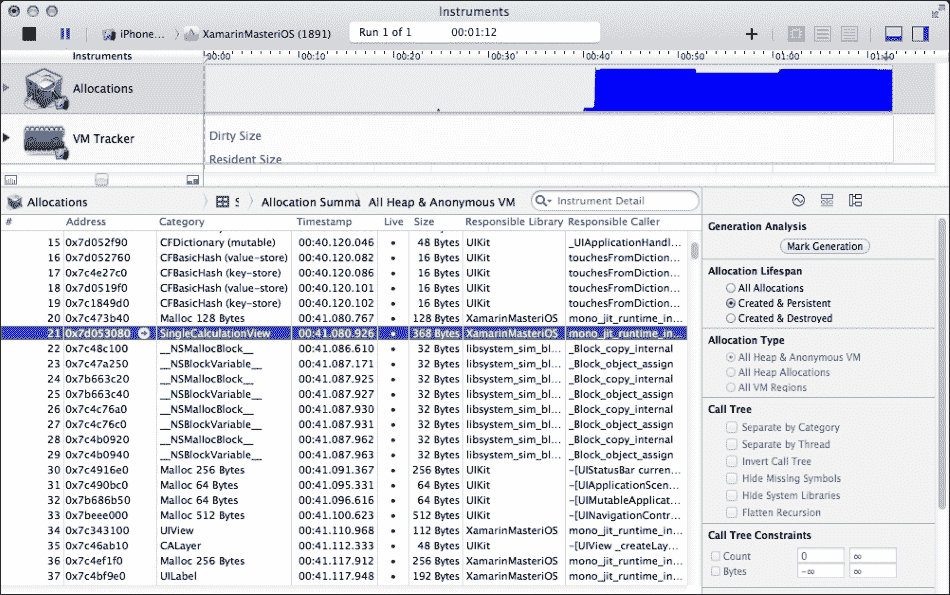 Instruments
iPhone... XamarinMasteriOS (1891) Run 1 of 1 00:01:12
Instruments 00:00 00:10 00:20 00:30 00:40 00:50 01:00 01:10
Allocations
VM Tracker
Dirty Size
Resident Size
Allocations S Allocation Summa All Heap & Anonymous VM Instrument Detail
# Address Category Timestamp Live Size Responsible Library Responsible Caller
15 0x7d052f90 CFDictionary (mutable) 00:40.120.046 • 48 Bytes UIKit _UIApplicationHandl...
16 0x7d052760 CFBasicHash (value-store) 00:40.120.082 • 16 Bytes UIKit touchesFromDiction...
17 0x7c4e27c0 CFBasicHash (key-store) 00:40.120.086 • 16 Bytes UIKit touchesFromDiction...
18 0x7d0519f0 CFBasicHash (value-store) 00:40.120.101 • 16 Bytes UIKit touchesFromDiction...
19 0x7c1849d0 CFBasicHash (key-store) 00:40.120.102 • 16 Bytes UIKit touchesFromDiction...
20 0x7c473b40 Malloc 128 Bytes 00:41.080.767 • 128 Bytes XamarinMasteriOS mono_jit_runtime_in...
21 0x7d053080 SingleCalculationView 00:41.080.926 • 368 Bytes XamarinMasteriOS mono_jit_runtime_in...
22 0x7c48c100 __NSMallocBlock__ 00:41.086.610 • 32 Bytes libsystem_sim_bl... _Block_copy_internal
23 0x7c47a250 __NSBlockVariable__ 00:41.087.171 • 32 Bytes libsystem_sim_bl... _Block_object_assign
24 0x7b663c20 __NSMallocBlock__ 00:41.087.925 • 32 Bytes libsystem_sim_bl... _Block_copy_internal
25 0x7b663c40 __NSBlockVariable__ 00:41.087.927 • 32 Bytes libsystem_sim_bl... _Block_object_assign
26 0x7c4c76a0 __NSMallocBlock__ 00:41.087.930 • 32 Bytes libsystem_sim_bl... _Block_copy_internal
27 0x7c4c76c0 __NSBlockVariable__ 00:41.087.931 • 32 Bytes libsystem_sim_bl... _Block_object_assign
28 0x7c4b0920 __NSMallocBlock__ 00:41.087.962 • 32 Bytes libsystem_sim_bl... _Block_copy_internal
29 0x7c4b0940 __NSBlockVariable__ 00:41.087.963 • 32 Bytes libsystem_sim_bl... _Block_object_assign
30 0x7c4916e0 Malloc 256 Bytes 00:41.091.367 • 256 Bytes UIKit -[UIStatusBar curren...
31 0x7c490bc0 Malloc 64 Bytes 00:41.095.331 • 64 Bytes UIKit -[UIApplicationScen...
32 0x7b686b50 Malloc 64 Bytes 00:41.096.616 • 64 Bytes UIKit -[UIMutableApplicat...
33 0x7beee000 Malloc 512 Bytes 00:41.100.623 • 512 Bytes UIKit -[UINavigationContr...
34 0x7c343100 UIView 00:41.110.968 • 112 Bytes XamarinMasteriOS mono_jit_runtime_in...
35 0x7c46ab10 CALayer 00:41.112.333 • 48 Bytes UIKit -[UIView _createLay...
36 0x7c4ef1f0 Malloc 256 Bytes 00:41.117.912 • 256 Bytes XamarinMasteriOS mono_jit_runtime_in...
37 0x7c4bf9e0 UILabel 00:41.117.948 • 192 Bytes XamarinMasteriOS mono_jit_runtime_in...
Generation Analysis
Mark Generation
Allocation Lifespan
All Allocations
Created & Persistent
Created & Destroyed
Allocation Type
All Heap & Anonymous VM
All Heap Allocations
All VM Regions
Call Tree
Separate by Category
Separate by Thread
Invert Call Tree
Hide Missing Symbols
Hide System Libraries
Flatten Recursion
Call Tree Constraints
Count 0 ∞
Bytes -∞ ∞